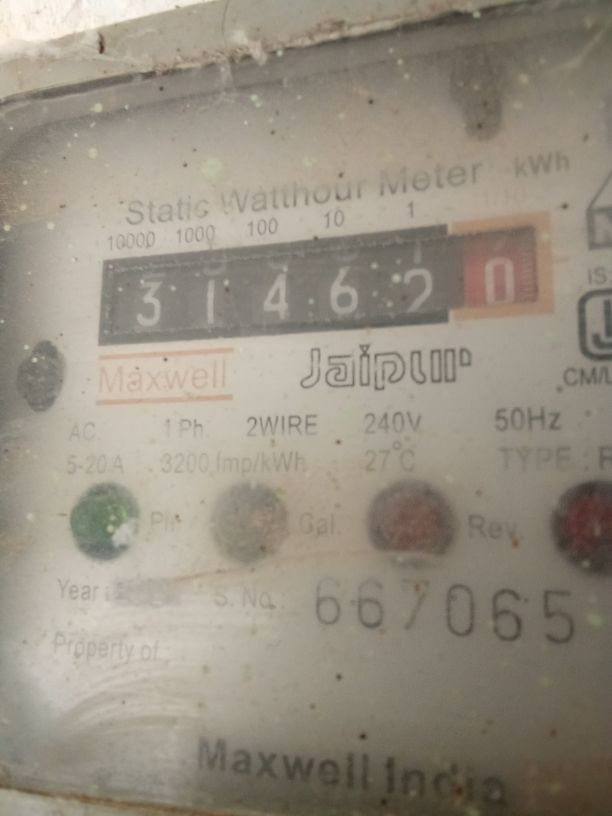 Static Watthour Meter kWh
10000 1000 100 10 1
3 1 4 6 2 0
Maxwell Jaipur
IS
CM/L
AC. 1 Ph. 2WIRE 240V 50Hz
5-20 A 3200 Imp/kWh 27°C TYPE : R
Cal. Rev.
Year : S. No. : 667065
Property of :
Maxwell India